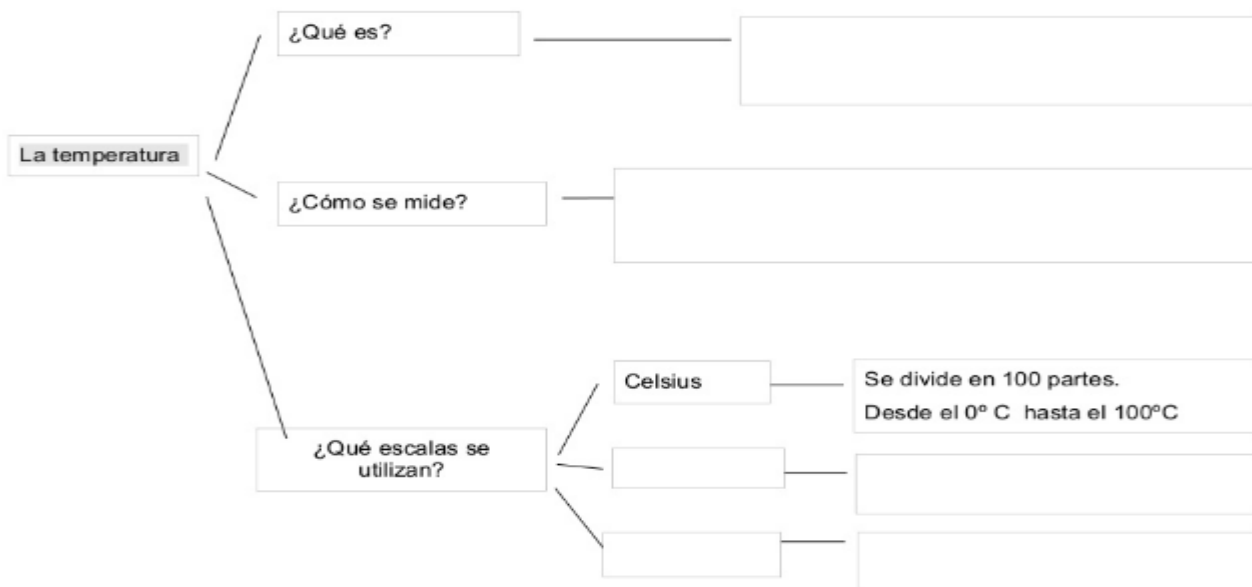 ¿Qué es?
La temperatura
¿Cómo se mide?
Celsius
Se divide en 100 partes.
Desde el 0º C hasta el 100ºC
¿Qué escalas se
utilizan?